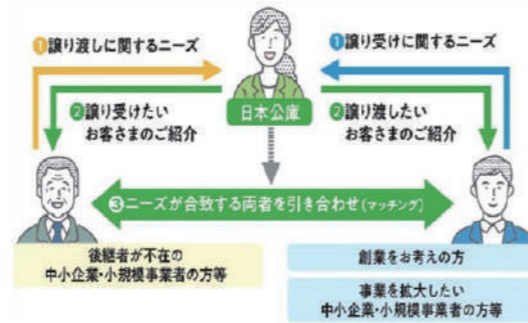 ❶譲り渡しに関するニーズ
❶譲り受けに関するニーズ
日本公庫
❷譲り受けたい
お客さまのご紹介
❷譲り渡したい
お客さまのご紹介
❸ニーズが合致する両者を引き合わせ(マッチング)
後継者が不在の
中小企業・小規模事業者の方等
創業をお考えの方
事業を拡大したい
中小企業・小規模事業者の方等